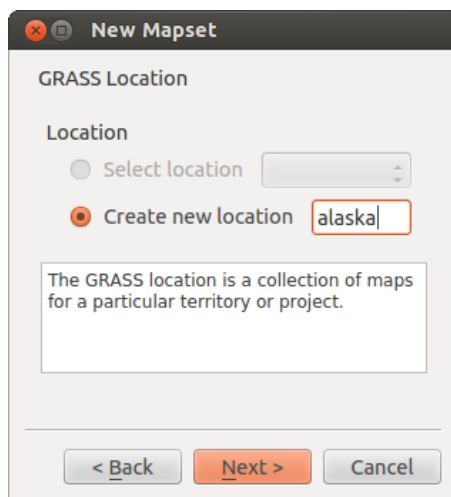 New Mapset
GRASS Location
Location
Select location
Create new location alaska
The GRASS location is a collection of maps
for a particular territory or project.
< Back Next > Cancel